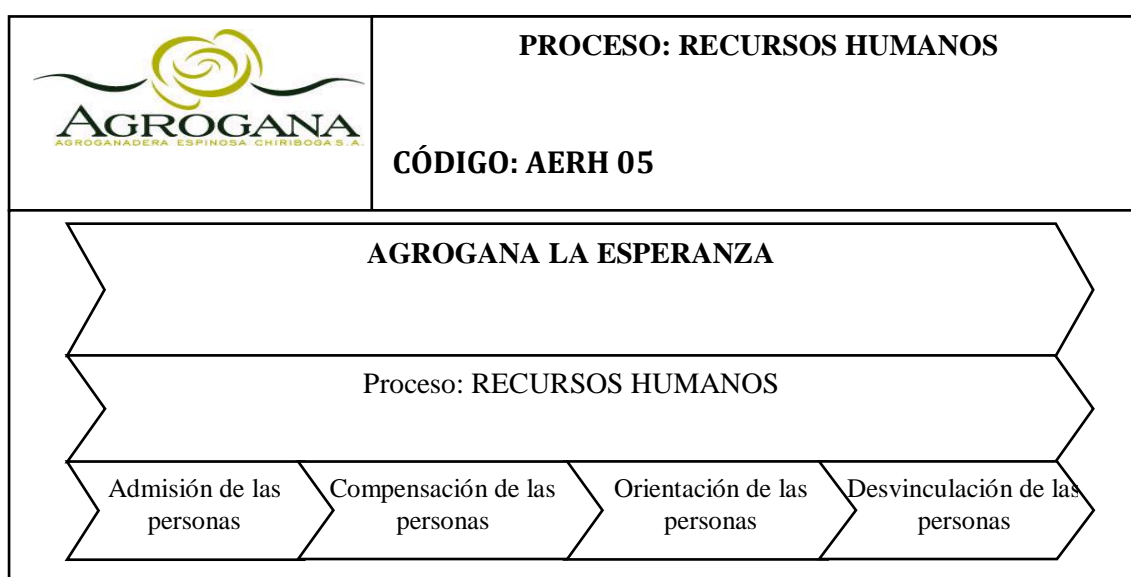 AGROGANA
AGROGANADERA ESPINOSA CHIRIBOGA S.A.
PROCESO: RECURSOS HUMANOS
CÓDIGO: AERH 05
AGROGANA LA ESPERANZA
Proceso: RECURSOS HUMANOS
Admisión de las
personas
Compensación de las
personas
Orientación de las
personas
Desvinculación de las
personas